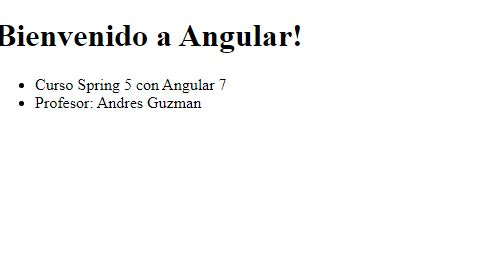 Bienvenido a Angular!
Curso Spring 5 con Angular 7
Profesor: Andres Guzman